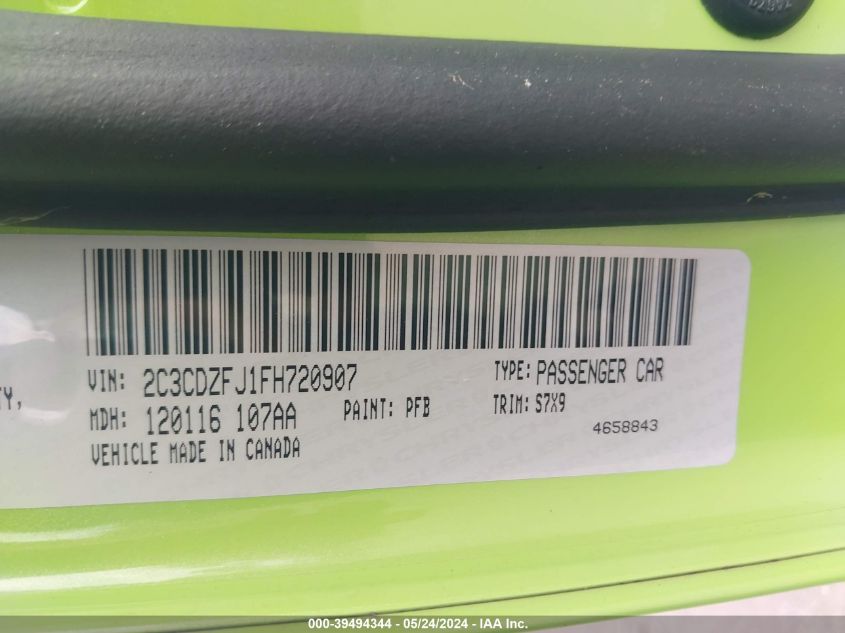 VIN: 2C3CDZFJ1FH720907 TYPE: PASSENGER CAR
MDH: 120116 107AA PAINT: PFB TRIM: S7X9
VEHICLE MADE IN CANADA 4658843
000-39494344 / 05/24/2024 - IAA Inc.